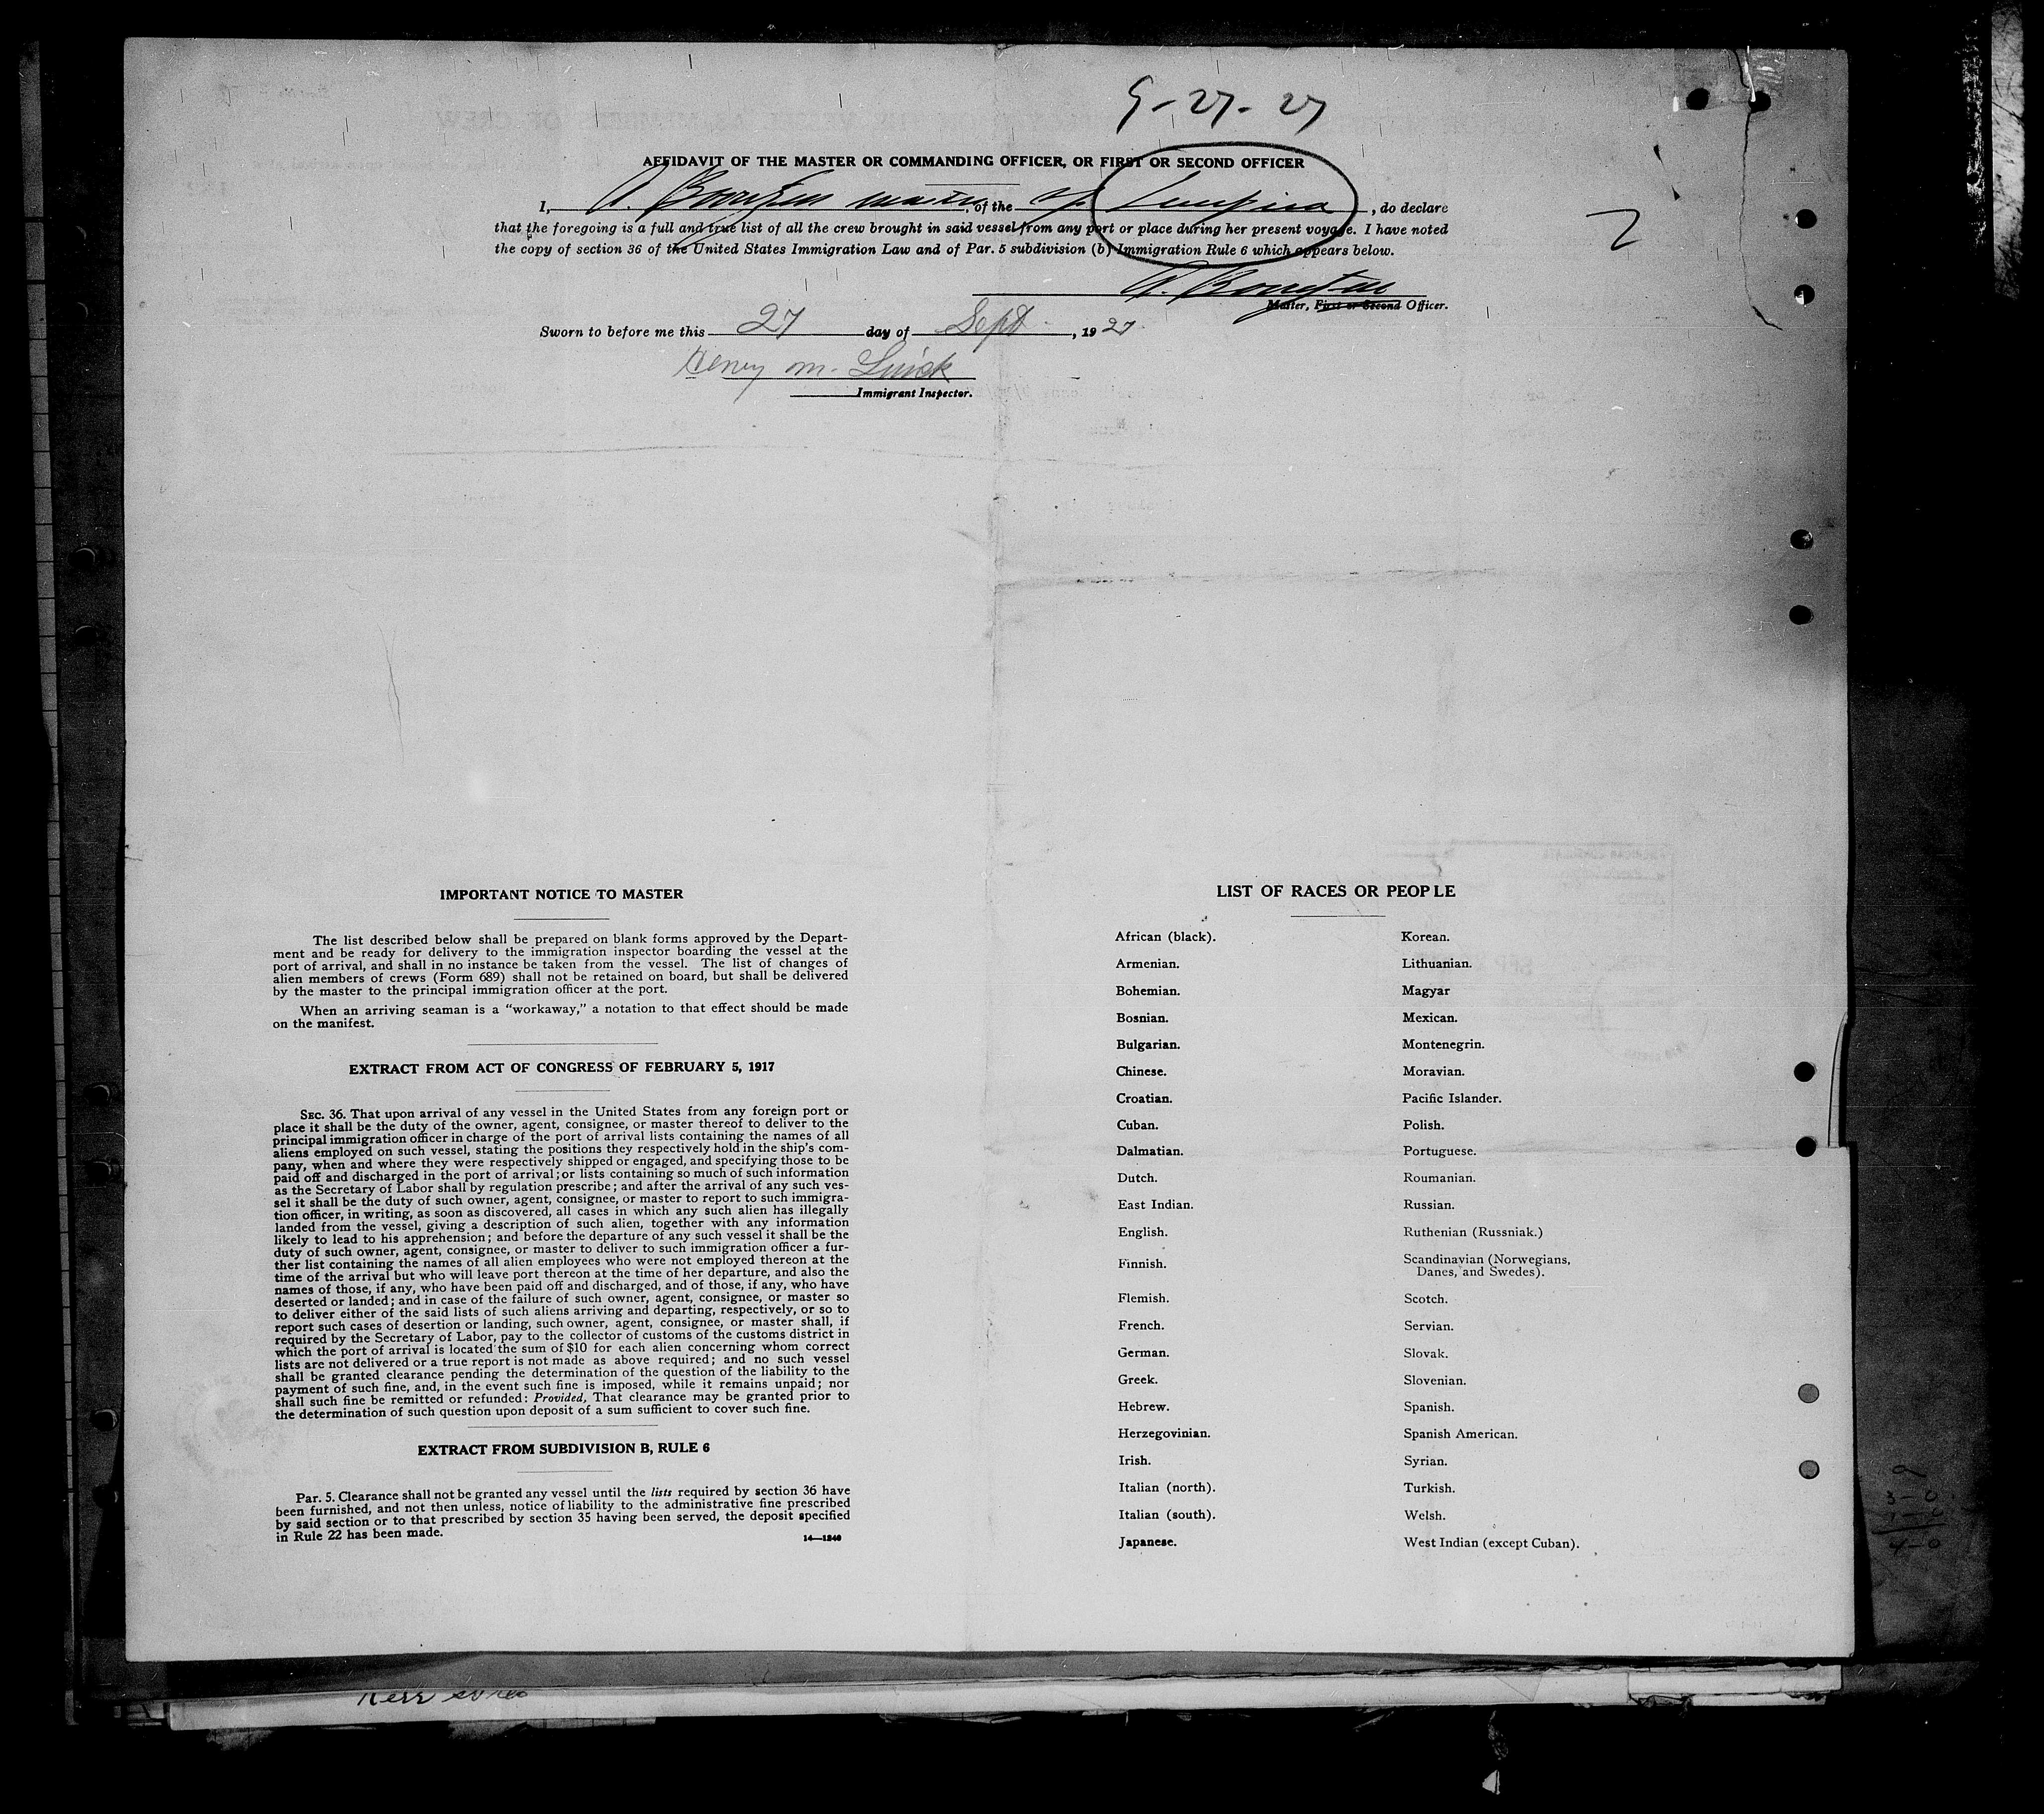 9-27-27
AFFIDAVIT OF THE MASTER OR COMMANDING OFFICER, OR FIRST OR SECOND OFFICER
I, A. master, of the Lempira, do declare
that the foregoing is a full and true list of all the crew brought in said vessel from any port or place during her present voyage. I have noted
the copy of section 36 of the United States Immigration Law and of Par. 5 subdivision (b) Immigration Rule 6 which appears below.
A.
Master, First or Second Officer.
Sworn to before me this 27 day of Sept, 1927
Henry M.
Immigrant Inspector.
2
IMPORTANT NOTICE TO MASTER
The list described below shall be prepared on blank forms approved by the Depart-
ment and be ready for delivery to the immigration inspector boarding the vessel at the
port of arrival, and shall in no instance be taken from the vessel. The list of changes of
alien members of crews (Form 689) shall not be retained on board, but shall be delivered
by the master to the principal immigration officer at the port.
When an arriving seaman is a “workaway,” a notation to that effect should be made
on the manifest.
EXTRACT FROM ACT OF CONGRESS OF FEBRUARY 5, 1917
SEC. 36. That upon arrival of any vessel in the United States from any foreign port or
place it shall be the duty of the owner, agent, consignee, or master thereof to deliver to the
principal immigration officer in charge of the port of arrival lists containing the names of all
aliens employed on such vessel, stating the positions they respectively hold in the ship's com-
pany, when and where they were respectively shipped or engaged, and specifying those to be
paid off and discharged in the port of arrival; or lists containing so much of such information
as the Secretary of Labor shall by regulation prescribe; and after the arrival of any such ves-
sel it shall be the duty of such owner, agent, consignee, or master to report to such immigra-
tion officer, in writing, as soon as discovered, all cases in which any such alien has illegally
landed from the vessel, giving a description of such alien, together with any information
likely to lead to his apprehension; and before the departure of any such vessel it shall be the
duty of such owner, agent, consignee, or master to deliver to such immigration officer a fur-
ther list containing the names of all alien employees who were not employed thereon at the
time of the arrival but who will leave port thereon at the time of her departure, and also the
names of those, if any, who have been paid off and discharged, and of those, if any, who have
deserted or landed; and in case of the failure of such owner, agent, consignee, or master so
to deliver either of the said lists of such aliens arriving and departing, respectively, or so to
report such cases of desertion or landing, such owner, agent, consignee, or master shall, if
required by the Secretary of Labor, pay to the collector of customs of the customs district in
which the port of arrival is located the sum of $10 for each alien concerning whom correct
lists are not delivered or a true report is not made as above required; and no such vessel
shall be granted clearance pending the determination of the question of the liability to the
payment of such fine, and, in the event such fine is imposed, while it remains unpaid; nor
shall such fine be remitted or refunded: Provided, That clearance may be granted prior to
the determination of such question upon deposit of a sum sufficient to cover such fine.
EXTRACT FROM SUBDIVISION B, RULE 6
Par. 5. Clearance shall not be granted any vessel until the lists required by section 36 have
been furnished, and not then unless, notice of liability to the administrative fine prescribed
by said section or to that prescribed by section 35 having been served, the deposit specified
in Rule 22 has been made.
14—1240
LIST OF RACES OR PEOPLE
African (black).
Armenian.
Bohemian.
Bosnian.
Bulgarian.
Chinese.
Croatian.
Cuban.
Dalmatian.
Dutch.
East Indian.
English.
Finnish.
Flemish.
French.
German.
Greek.
Hebrew.
Herzegovinian.
Irish.
Italian (north).
Italian (south).
Japanese.
Korean.
Lithuanian.
Magyar
Mexican.
Montenegrin.
Moravian.
Pacific Islander.
Polish.
Portuguese.
Roumanian.
Russian.
Ruthenian (Russniak.)
Scandinavian (Norwegians,
Danes, and Swedes).
Scotch.
Servian.
Slovak.
Slovenian.
Spanish.
Spanish American.
Syrian.
Turkish.
Welsh.
West Indian (except Cuban).